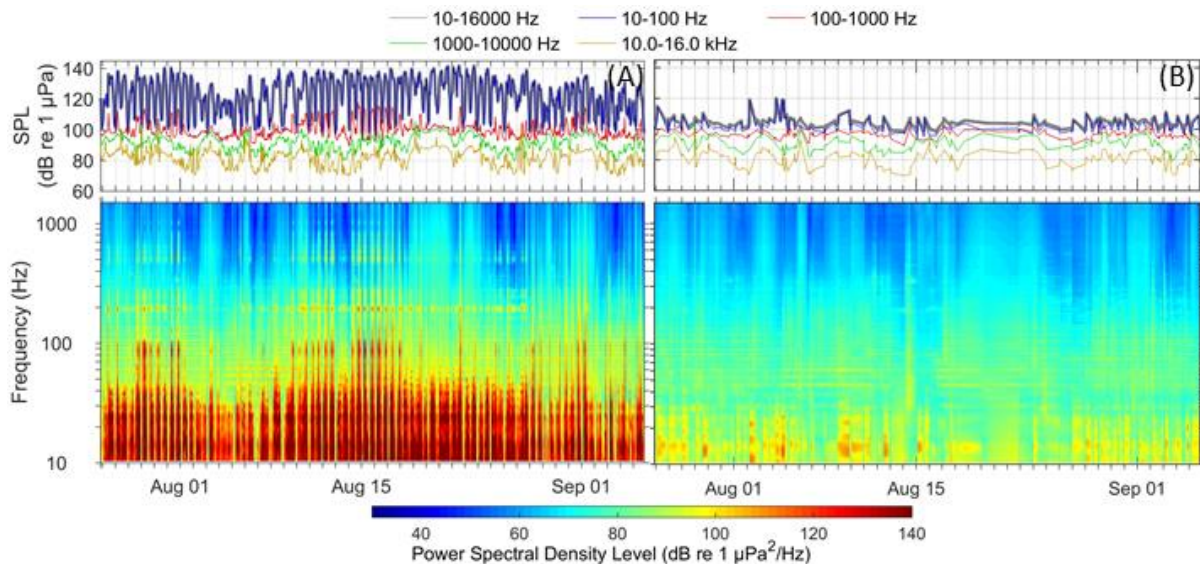 10-16000 Hz 10-100 Hz 100-1000 Hz
1000-10000 Hz 10.0-16.0 kHz
(A)
(B)
SPL
(dB re 1 µPa)
140
120
100
80
60
Frequency (Hz)
1000
100
10
Aug 01 Aug 15 Sep 01
Aug 01 Aug 15 Sep 01
40 60 80 100 120 140
Power Spectral Density Level (dB re 1 µPa²/Hz)